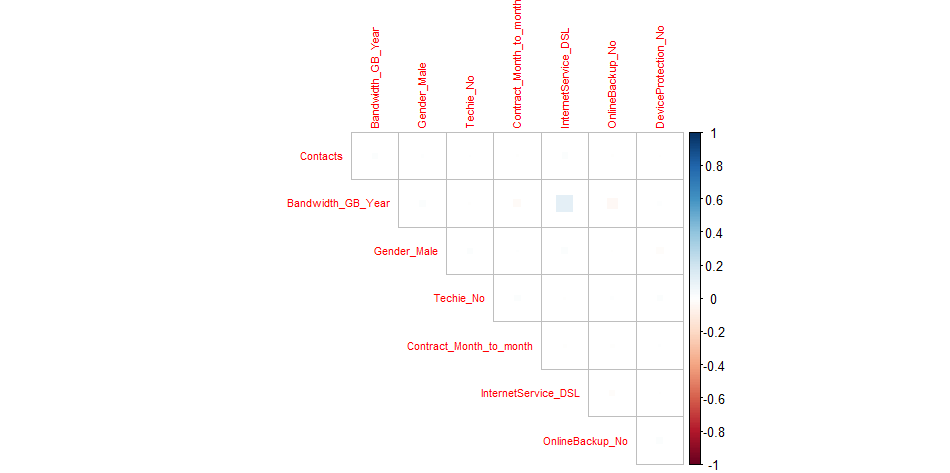 Bandwidth_GB_Year
Gender_Male
Techie_No
Contract_Month_to_month
InternetService_DSL
OnlineBackup_No
DeviceProtection_No
Contacts
Bandwidth_GB_Year
Gender_Male
Techie_No
Contract_Month_to_month
InternetService_DSL
OnlineBackup_No
1
0.8
0.6
0.4
0.2
0
-0.2
-0.4
-0.6
-0.8
-1